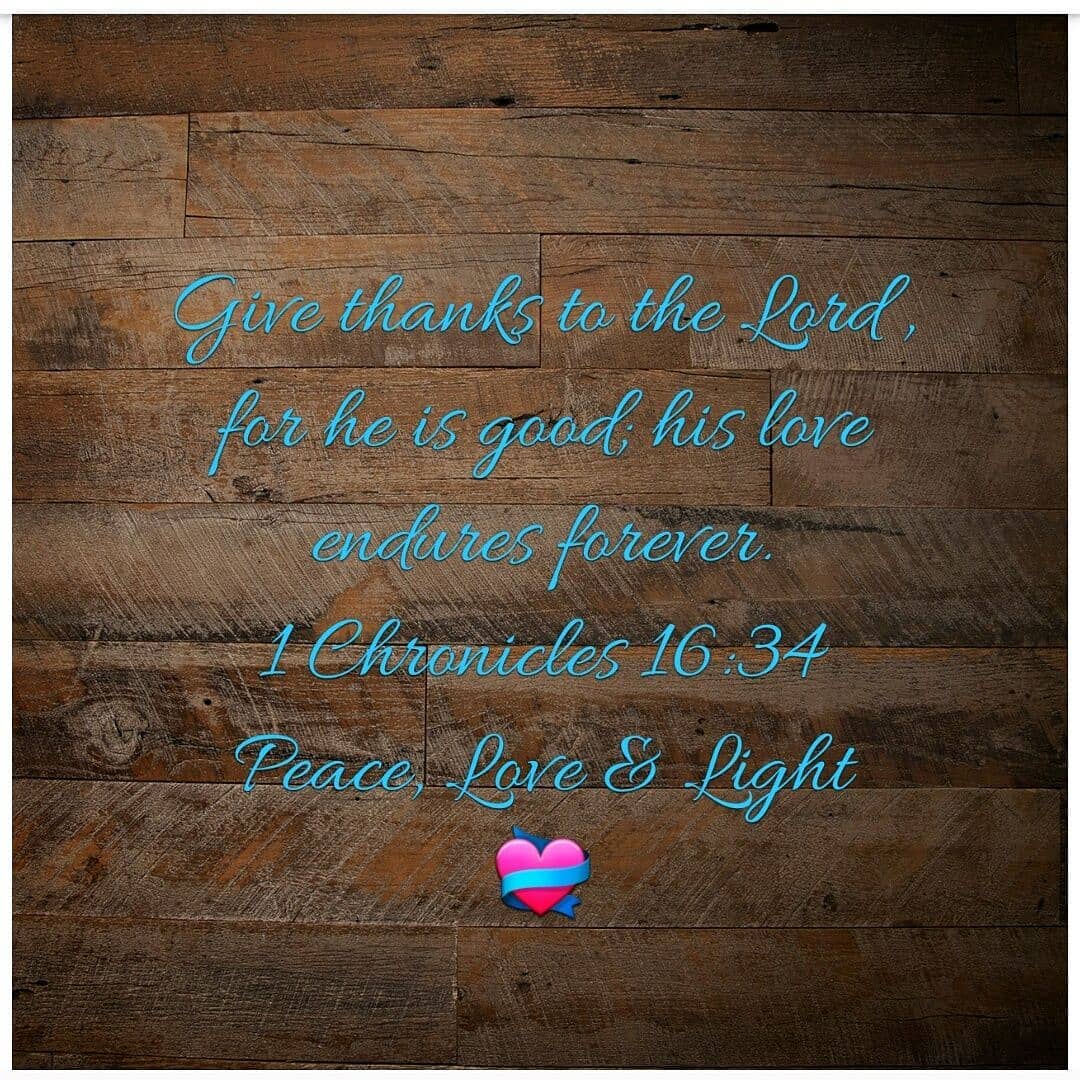 Give thanks to the Lord ,
for he is good; his love
endures forever.
1 Chronicles 16 :34
Peace, Love & Light